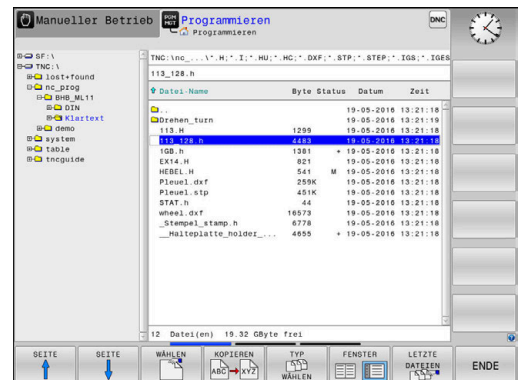 Manueller Betrieb
PGM
MGT
Programmieren
Programmieren
DNC
SF:\
TNC:\
lost+found
nc_prog
BHB_ML11
DIN
Klartext
demo
system
table
tncguide
TNC:\nc_...\*.H;*.I;*.HU;*.HC;*.DXF;*.STP;*.STEP;*.IGS;*.IGES
113_128.h
Datei-Name Byte Status Datum Zeit
.. 19-05-2016 13:21:18
Drehen_turn 19-05-2016 13:21:19
113.H 1299 19-05-2016 13:21:18
113_128.h 4483 19-05-2016 13:21:18
1GB.h 1381 + 19-05-2016 13:21:18
EX14.H 821 19-05-2016 13:21:18
HEBEL.H 541 M 19-05-2016 13:21:18
Pleuel.dxf 259K 19-05-2016 13:21:18
Pleuel.stp 451K 19-05-2016 13:21:18
STAT.h 44 19-05-2016 13:21:18
wheel.dxf 16573 19-05-2016 13:21:18
_Stempel_stamp.h 6778 19-05-2016 13:21:18
__Halteplatte_holder_... 4655 + 19-05-2016 13:21:18
12 Datei(en) 19.32 GByte frei
SEITE
SEITE
WÄHLEN
KOPIEREN
ABC
XYZ
TYP
WÄHLEN
FENSTER
LETZTE
DATEIEN
ENDE